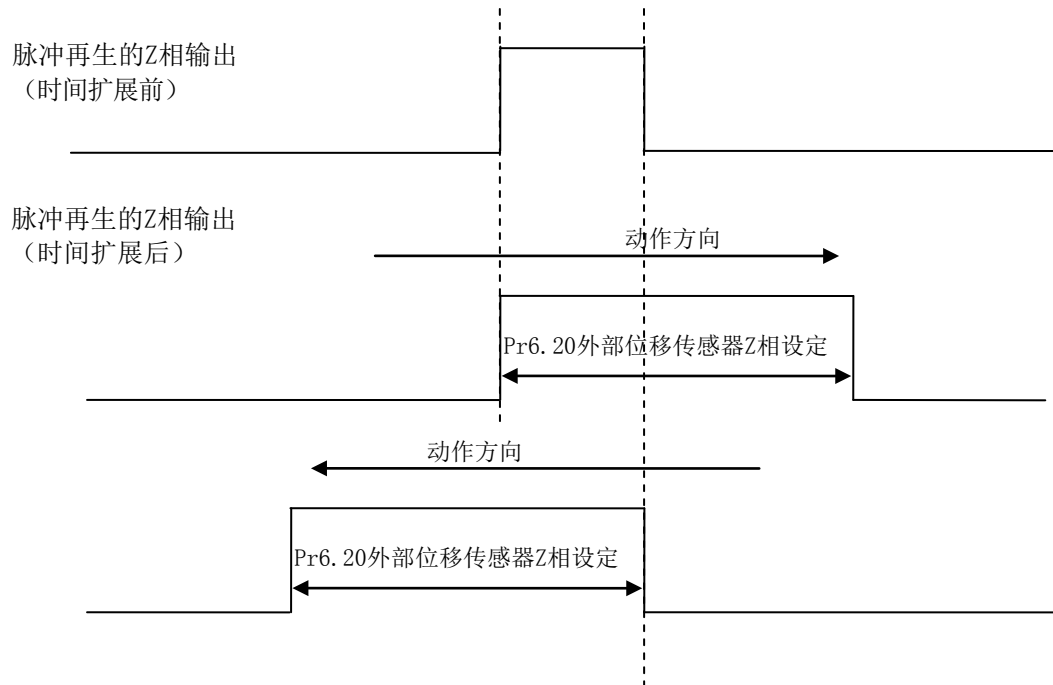 脉冲再生的Z相输出
（时间扩展前）
脉冲再生的Z相输出
（时间扩展后）
动作方向
Pr6.20外部位移传感器Z相设定
动作方向
Pr6.20外部位移传感器Z相设定